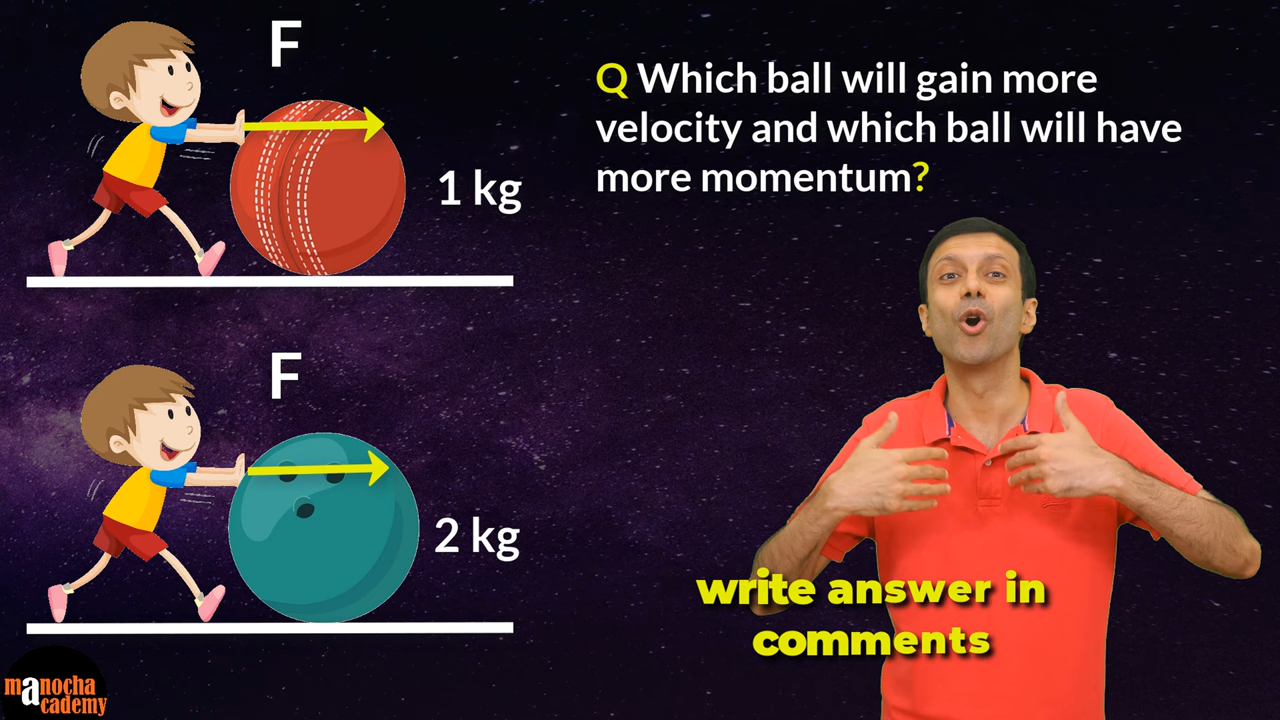 F
1 kg
Q Which ball will gain more
velocity and which ball will have
more momentum?
F
2 kg
write answer in
comments
manocha
academy